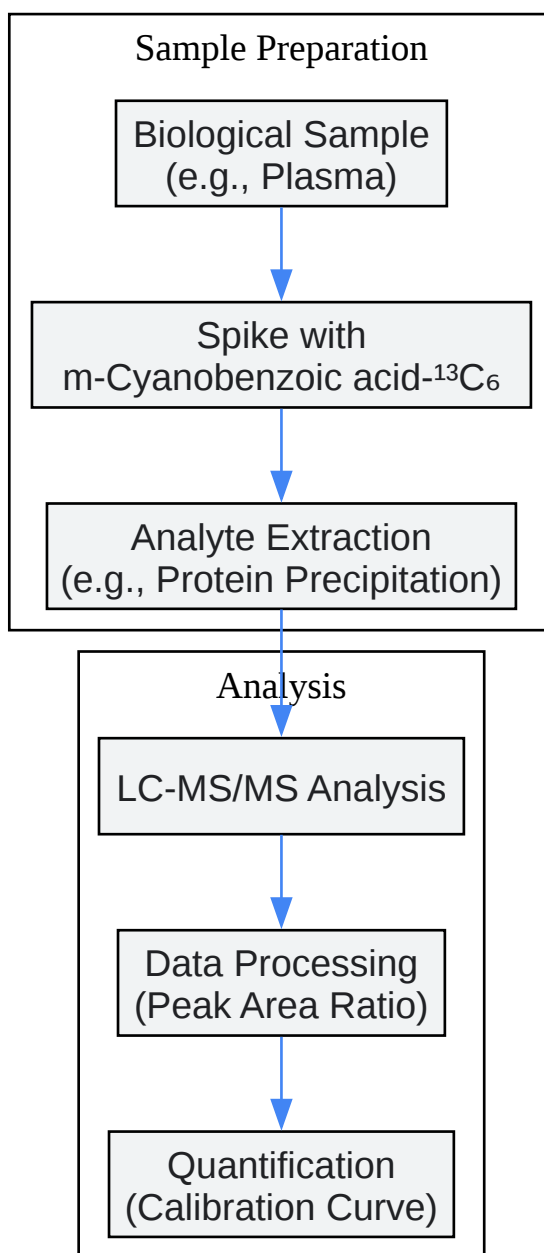 Sample Preparation
Biological Sample
(e.g., Plasma)
Spike with
m-Cyanobenzoic acid-¹³C₆
Analyte Extraction
(e.g., Protein Precipitation)
Analysis
LC-MS/MS Analysis
Data Processing
(Peak Area Ratio)
Quantification
(Calibration Curve)